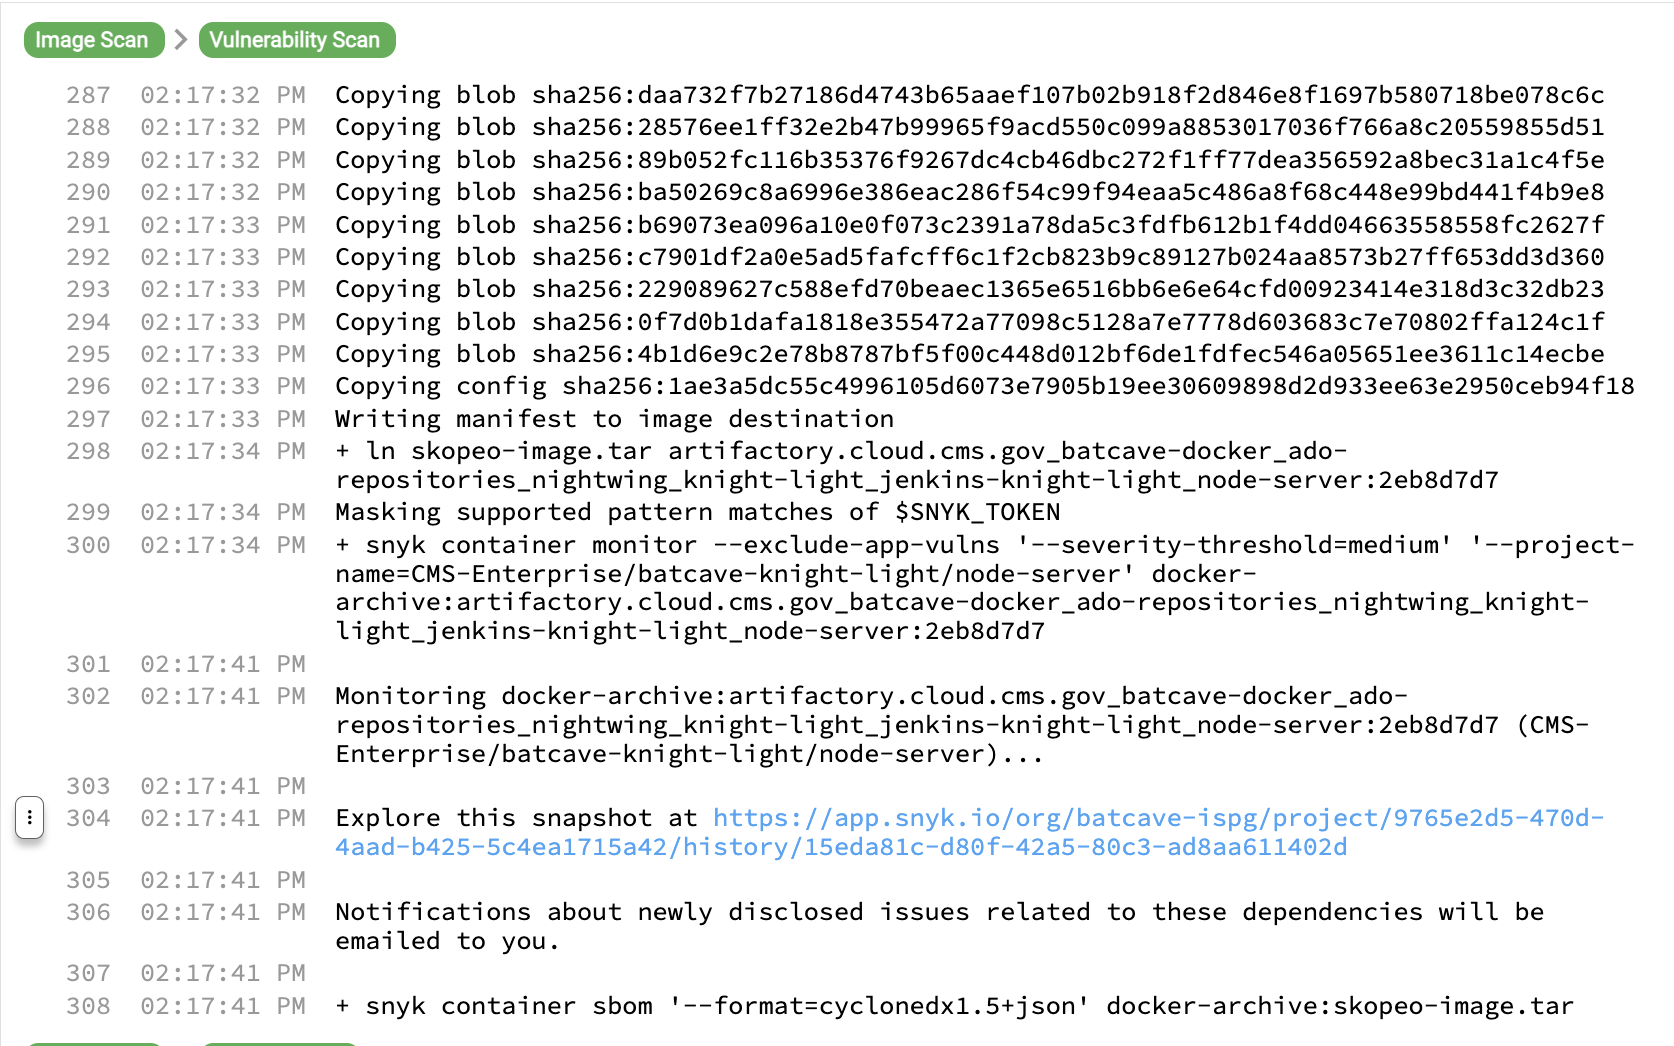 Image Scan > Vulnerability Scan
287 02:17:32 PM Copying blob sha256:daa732f7b27186d4743b65aaef107b02b918f2d846e8f1697b580718be078c6c
288 02:17:32 PM Copying blob sha256:28576ee1ff32e2b47b99965f9acd550c099a8853017036f766a8c20559855d51
289 02:17:32 PM Copying blob sha256:89b052fc116b35376f9267dc4cb46dbc272f1ff77dea356592a8bec31a1c4f5e
290 02:17:32 PM Copying blob sha256:ba50269c8a6996e386eac286f54c99f94eaa5c486a8f68c448e99bd441f4b9e8
291 02:17:33 PM Copying blob sha256:b69073ea096a10e0f073c2391a78da5c3fdfb612b1f4dd04663558558fc2627f
292 02:17:33 PM Copying blob sha256:c7901df2a0e5ad5fafcff6c1f2cb823b9c89127b024aa8573b27ff653dd3d360
293 02:17:33 PM Copying blob sha256:229089627c588efd70beaec1365e6516bb6e6e64cfd00923414e318d3c32db23
294 02:17:33 PM Copying blob sha256:0f7d0b1dafa1818e355472a77098c5128a7e7778d603683c7e70802ffa124c1f
295 02:17:33 PM Copying blob sha256:4b1d6e9c2e78b8787bf5f00c448d012bf6de1fdfec546a05651ee3611c14ecbe
296 02:17:33 PM Copying config sha256:1ae3a5dc55c4996105d6073e7905b19ee30609898d2d933ee63e2950ceb94f18
297 02:17:33 PM Writing manifest to image destination
298 02:17:34 PM + ln skopeo-image.tar artifactory.cloud.cms.gov_batcave-docker_ado-
repositories_nightwing_knight-light_jenkins-knight-light_node-server:2eb8d7d7
299 02:17:34 PM Masking supported pattern matches of $SNYK_TOKEN
300 02:17:34 PM + snyk container monitor --exclude-app-vulns '--severity-threshold=medium' '--project-
name=CMS-Enterprise/batcave-knight-light/node-server' docker-
archive:artifactory.cloud.cms.gov_batcave-docker_ado-repositories_nightwing_knight-
light_jenkins-knight-light_node-server:2eb8d7d7
301 02:17:41 PM
302 02:17:41 PM Monitoring docker-archive:artifactory.cloud.cms.gov_batcave-docker_ado-
repositories_nightwing_knight-light_jenkins-knight-light_node-server:2eb8d7d7 (CMS-
Enterprise/batcave-knight-light/node-server)...
303 02:17:41 PM
304 02:17:41 PM Explore this snapshot at https://app.snyk.io/org/batcave-ispg/project/9765e2d5-470d-
4aad-b425-5c4ea1715a42/history/15eda81c-d80f-42a5-80c3-ad8aa611402d
305 02:17:41 PM
306 02:17:41 PM Notifications about newly disclosed issues related to these dependencies will be
emailed to you.
307 02:17:41 PM
308 02:17:41 PM + snyk container sbom '--format=cyclonedx1.5+json' docker-archive:skopeo-image.tar